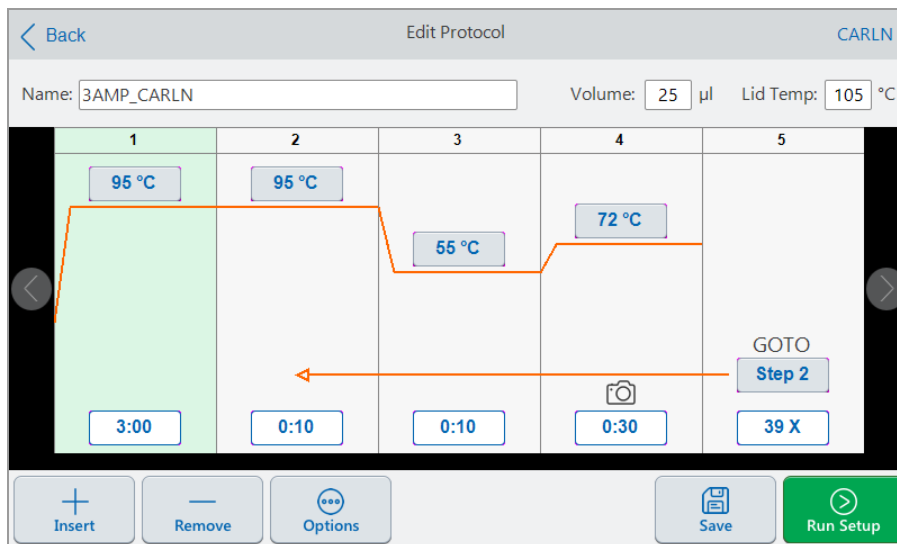 Back Edit Protocol CARLN
Name: 3AMP_CARLN Volume: 25 µl Lid Temp: 105 °C
1 2 3 4 5
95 °C 95 °C
72 °C
55 °C
GOTO
Step 2
3:00 0:10 0:10 0:30 39 X
Insert Remove Options Save Run Setup